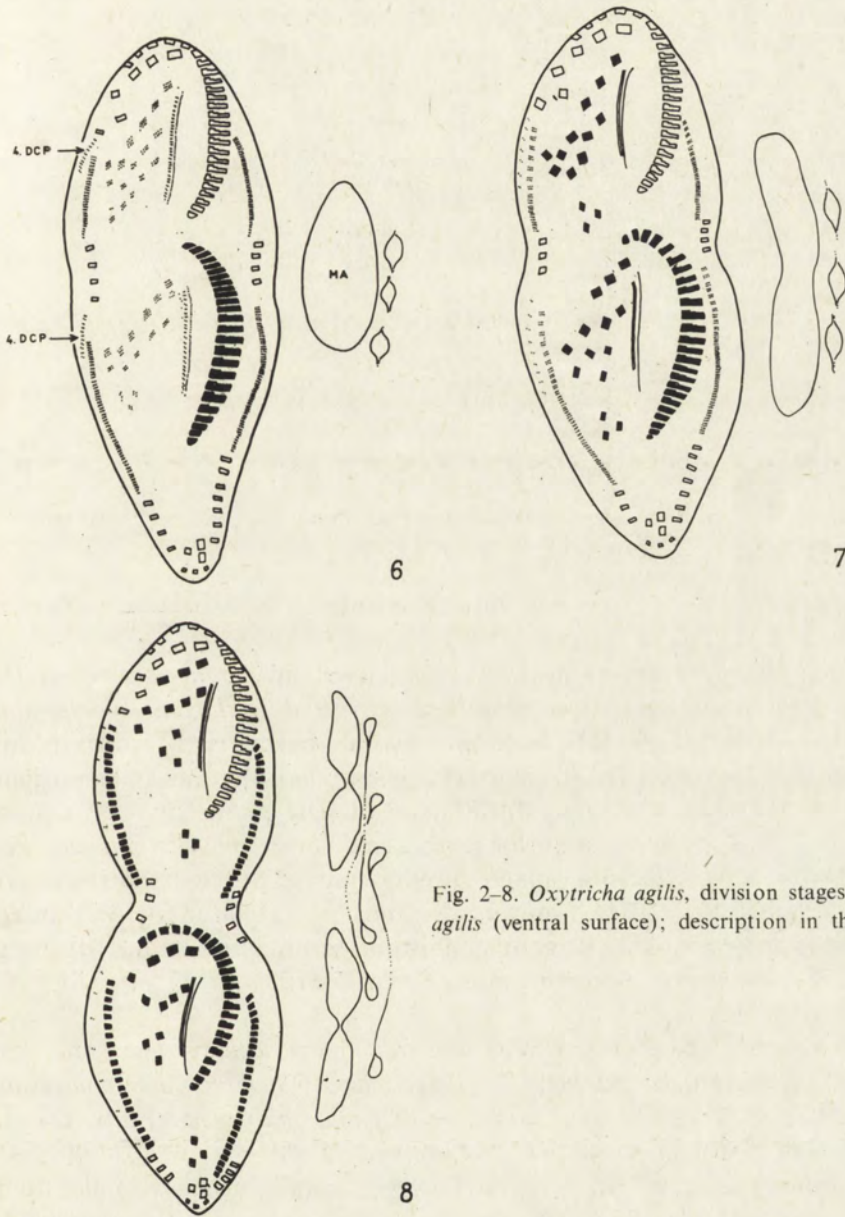 4. DCP
MA
4. DCP
6
7
8
Fig. 2–8. Oxytricha agilis, division stages
agilis (ventral surface); description in th